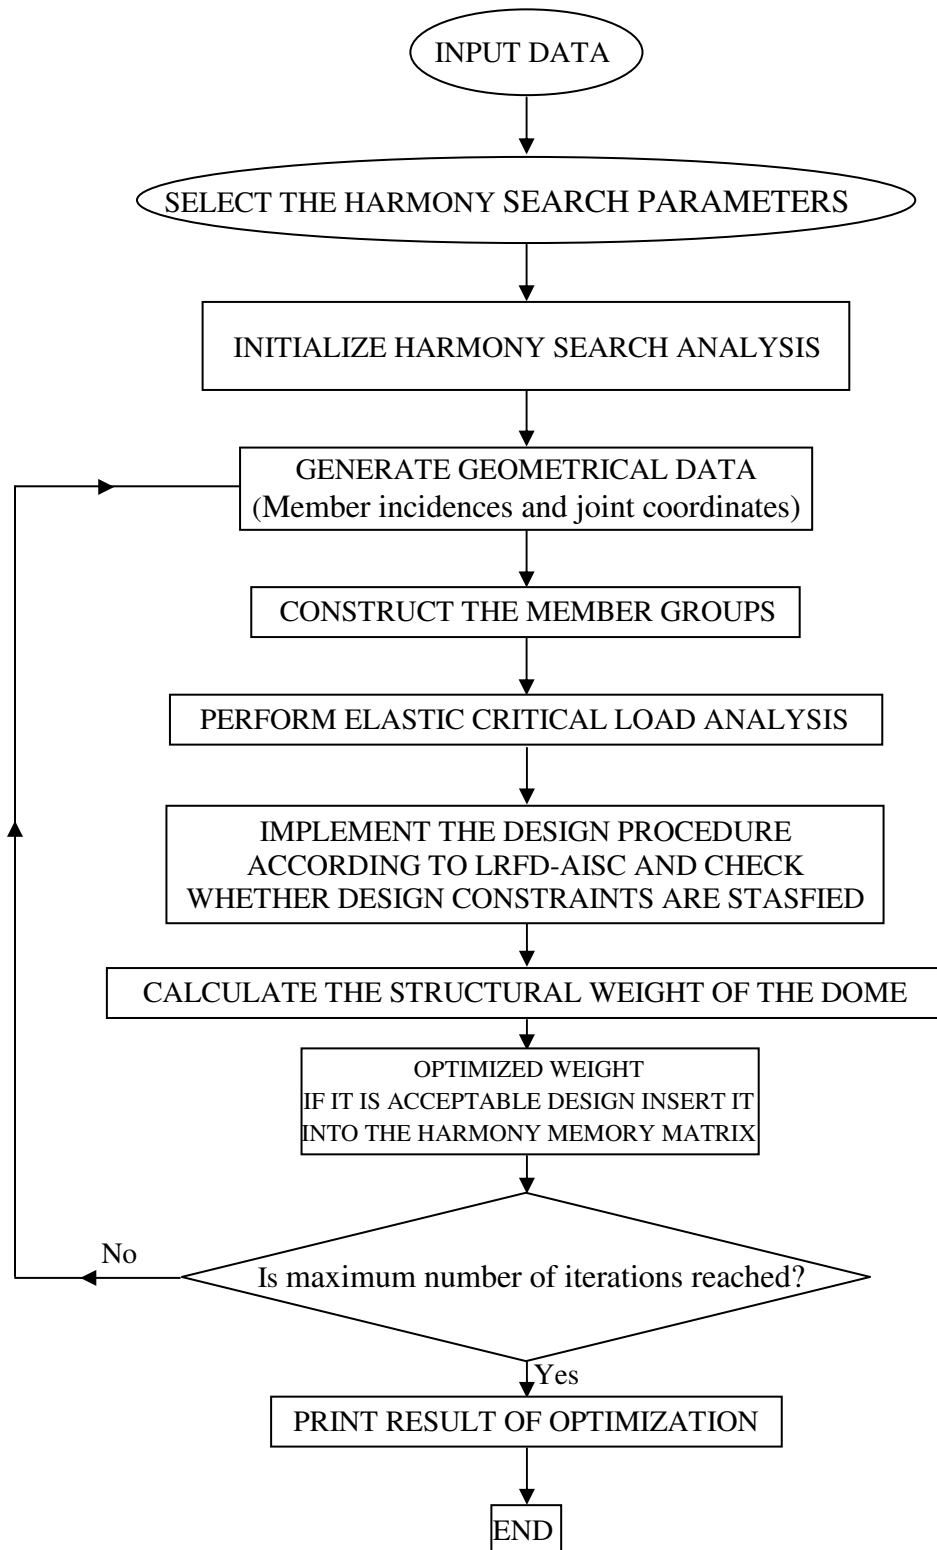 INPUT DATA
SELECT THE HARMONY SEARCH PARAMETERS
INITIALIZE HARMONY SEARCH ANALYSIS
GENERATE GEOMETRICAL DATA
(Member incidences and joint coordinates)
CONSTRUCT THE MEMBER GROUPS
PERFORM ELASTIC CRITICAL LOAD ANALYSIS
IMPLEMENT THE DESIGN PROCEDURE
ACCORDING TO LRFD-AISC AND CHECK
WHETHER DESIGN CONSTRAINTS ARE STASFIED
CALCULATE THE STRUCTURAL WEIGHT OF THE DOME
OPTIMIZED WEIGHT
IF IT IS ACCEPTABLE DESIGN INSERT IT
INTO THE HARMONY MEMORY MATRIX
No
Is maximum number of iterations reached?
Yes
PRINT RESULT OF OPTIMIZATION
END